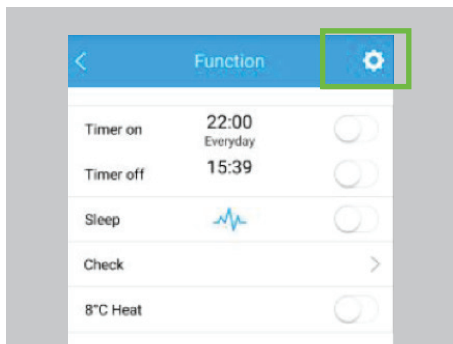 Function
Timer on 22:00
Everyday
Timer off 15:39
Sleep
Check
8°C Heat